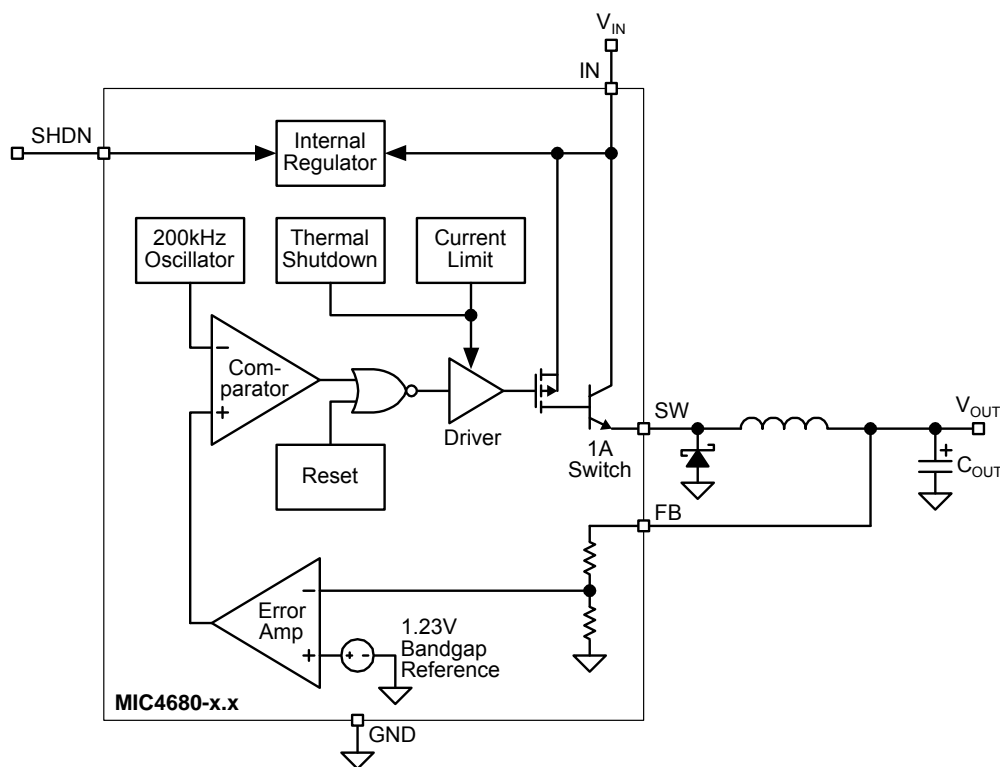 V_IN
IN
SHDN
Internal
Regulator
200kHz
Oscillator
Thermal
Shutdown
Current
Limit
−
Com-
parator
+
Driver
Reset
SW
1A
Switch
V_OUT
+
C_OUT
FB
−
Error
Amp
+
+ -
1.23V
Bandgap
Reference
MIC4680-x.x
GND